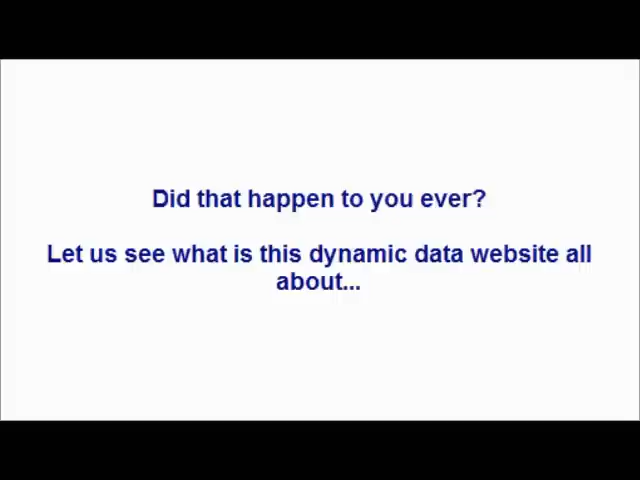 Did that happen to you ever?
Let us see what is this dynamic data website all
about...